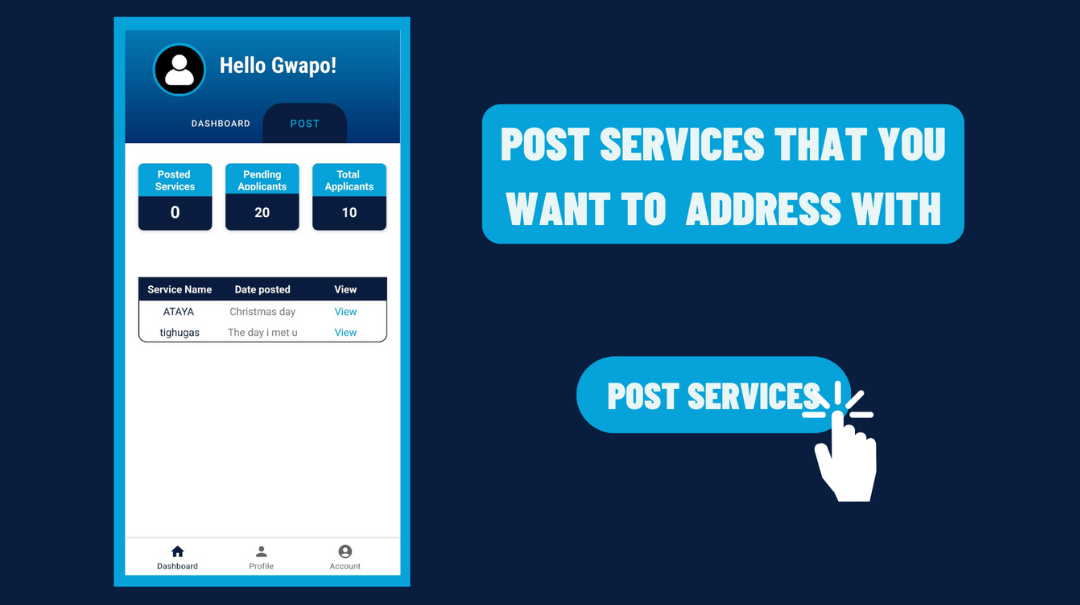 Hello Gwapo!
DASHBOARD POST
Posted Services
0
Pending Applicants
20
Total Applicants
10
Service Name Date posted View
ATAYA Christmas day View
tighugas The day i met u View
Dashboard Profile Account
POST SERVICES THAT YOU
WANT TO ADDRESS WITH
POST SERVICES